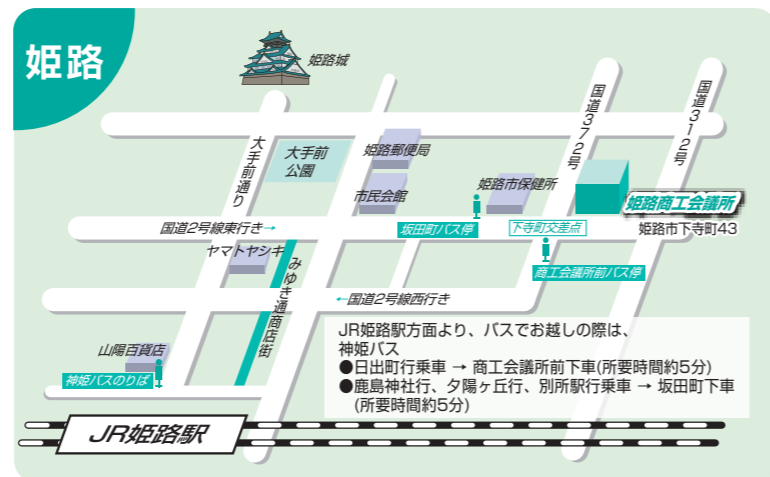 姫路
姫路城
国道372号
国道312号
大手前通り
大手前
公園
姫路郵便局
市民会館
姫路市保健所
姫路商工会議所
姫路市下寺町43
国道2号線東行き→
坂田町バス停
下寺町交差点
ヤマトヤシキ
みゆき通商店街
商工会議所前バス停
←国道2号線西行き
山陽百貨店
神姫バスのりば
JR姫路駅方面より、バスでお越しの際は、
神姫バス
●日出町行乗車 → 商工会議所前下車(所要時間約5分)
●鹿島神社行、夕陽ヶ丘行、別所駅行乗車 → 坂田町下車
(所要時間約5分)
JR姫路駅